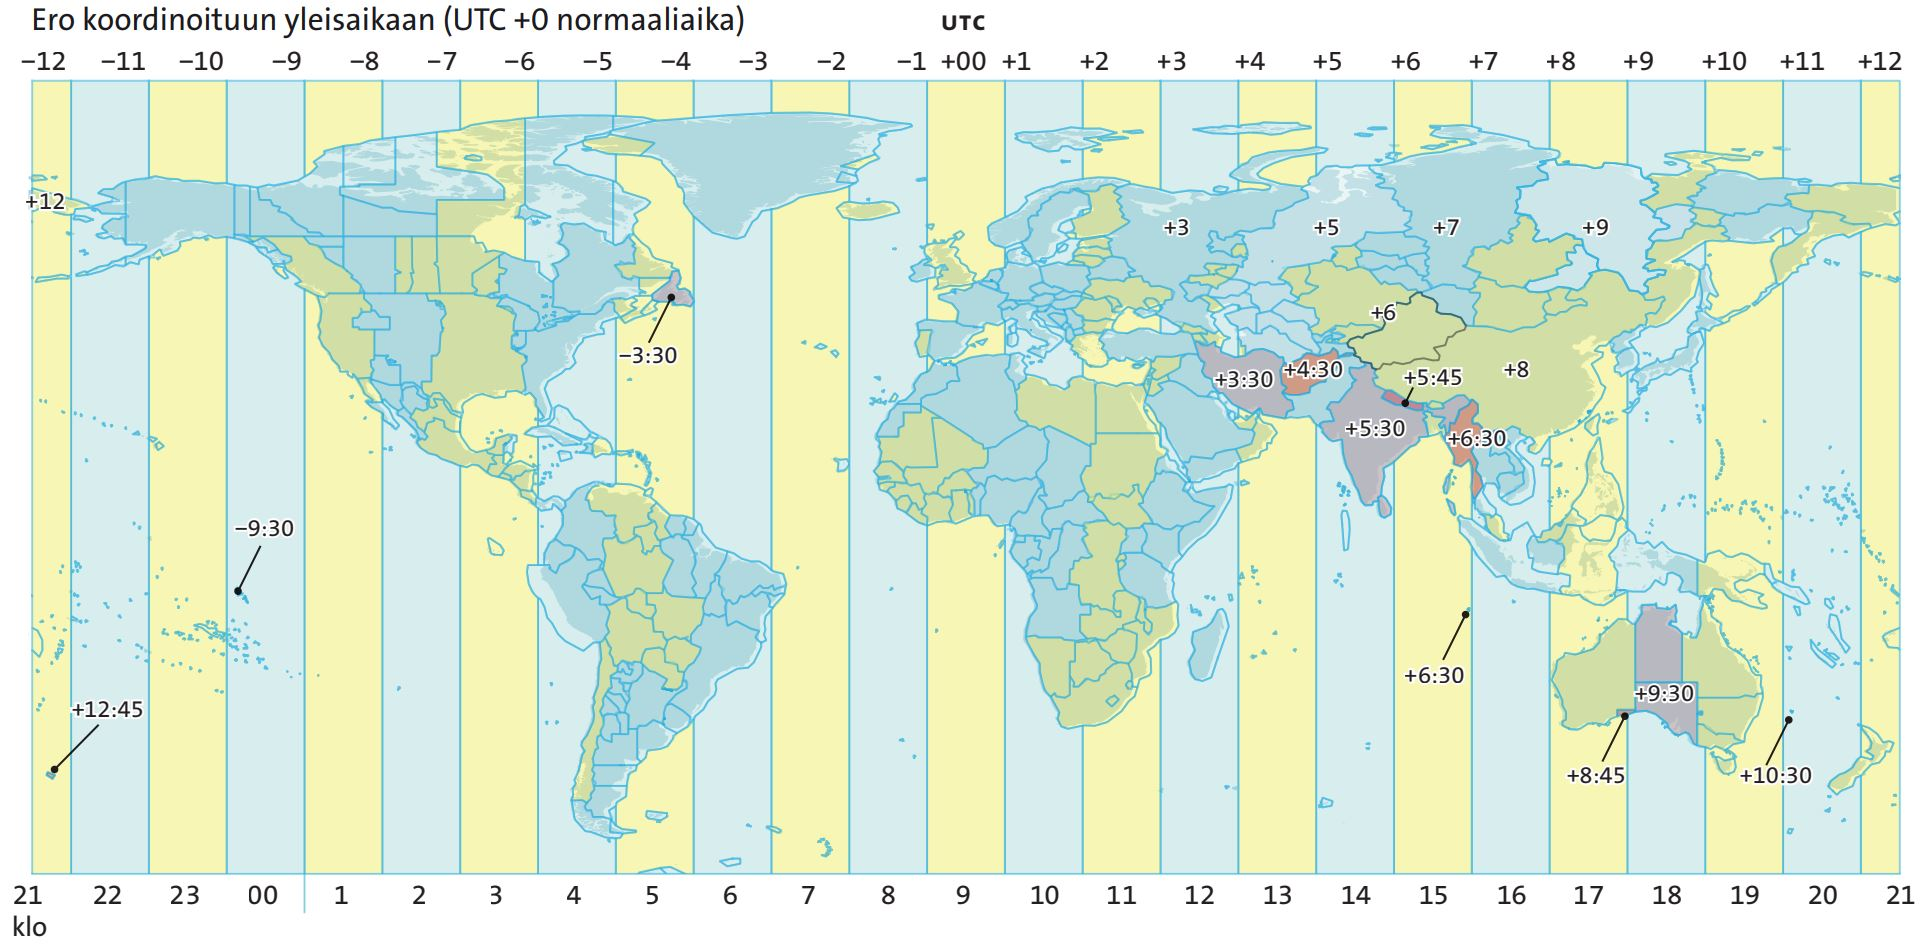 Ero koordinoituun yleisaikaan (UTC +0 normaaliaika) UTC
−12 −11 −10 −9 −8 −7 −6 −5 −4 −3 −2 −1 +00 +1 +2 +3 +4 +5 +6 +7 +8 +9 +10 +11 +12
+12
+3 +5 +7 +9
+6
−3:30
+3:30 +4:30 +5:45 +8
+5:30 +6:30
−9:30
+6:30
+12:45 +9:30
+8:45 +10:30
21 22 23 00 1 2 3 4 5 6 7 8 9 10 11 12 13 14 15 16 17 18 19 20 21
klo